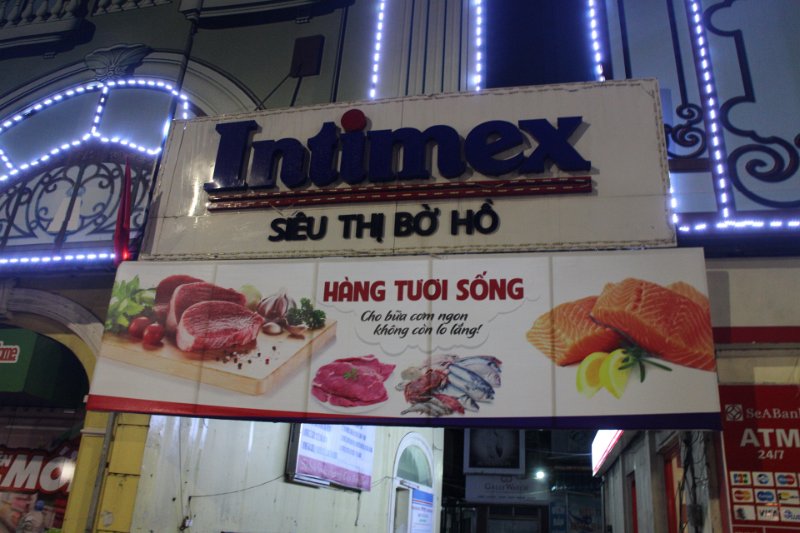 Intimex
SIÊU THỊ BỜ HỒ
HÀNG TƯƠI SỐNG
Cho bữa cơm ngon
không còn lo lắng!
SeABank
ATM
24/7
MỚI